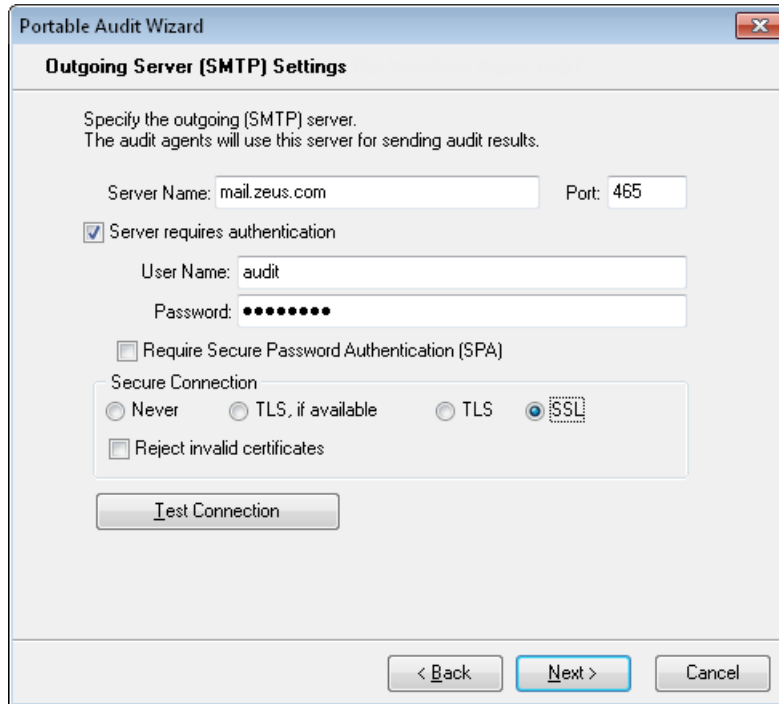 Portable Audit Wizard
Outgoing Server (SMTP) Settings
Specify the outgoing (SMTP) server.
The audit agents will use this server for sending audit results.
Server Name: mail.zeus.com Port: 465
Server requires authentication
User Name: audit
Password: ●●●●●●●●
Require Secure Password Authentication (SPA)
Secure Connection
Never TLS, if available TLS SSL
Reject invalid certificates
Test Connection
< Back Next > Cancel